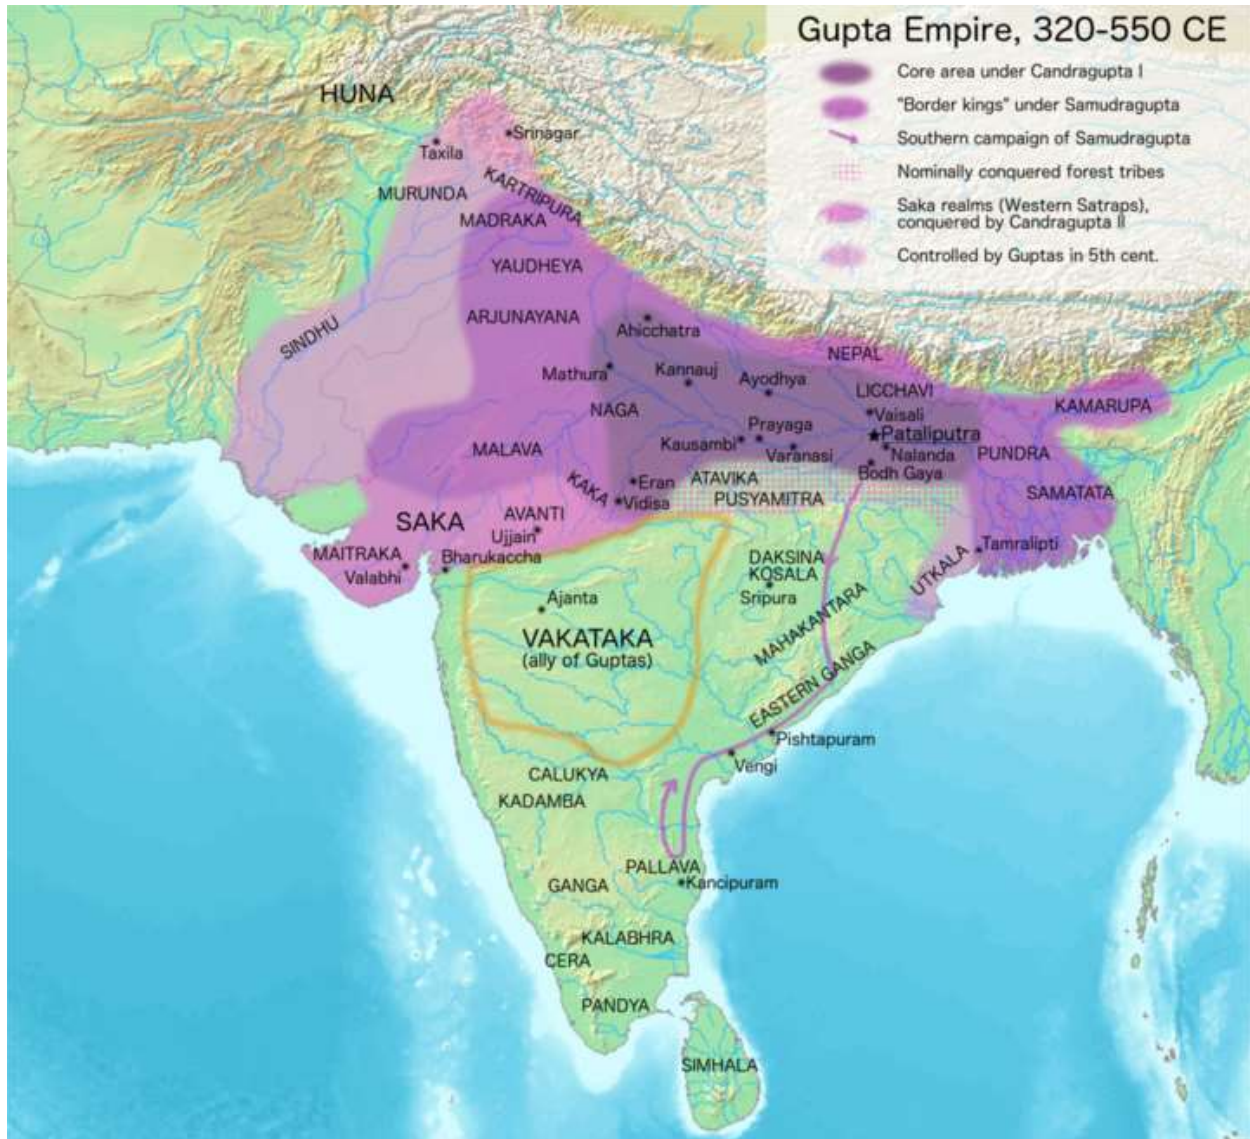 Gupta Empire, 320-550 CE
Core area under Candragupta I
"Border kings" under Samudragupta
Southern campaign of Samudragupta
Nominally conquered forest tribes
Saka realms (Western Satraps),
conquered by Candragupta II
Controlled by Guptas in 5th cent.
HUNA
Srinagar
Taxila
MURUNDA
KARTRIPURA
MADRAKA
YAUDHEYA
ARJUNAYANA
SINDHU
Ahicchatra
NEPAL
Mathura
Kannauj
Ayodhya
LICCHAVI
KAMARUPA
NAGA
Vaisali
Prayaga
Pataliputra
Kausambi
Varanasi
Nalanda
PUNDRA
MALAVA
Bodh Gaya
KAKA
Eran
ATAVIKA
PUSYAMITRA
SAMATATA
Vidisa
SAKA
AVANTI
Ujjain
Tamralipti
MAITRAKA
Valabhi
Bharukaccha
DAKSINA
KOSALA
Sripura
UTKALA
Ajanta
MAHAKANTARA
VAKATAKA
(ally of Guptas)
EASTERN GANGA
Pishtapuram
Vengi
CALUKYA
KADAMBA
PALLAVA
Kancipuram
GANGA
KALABHRA
CERA
PANDYA
SIMHALA